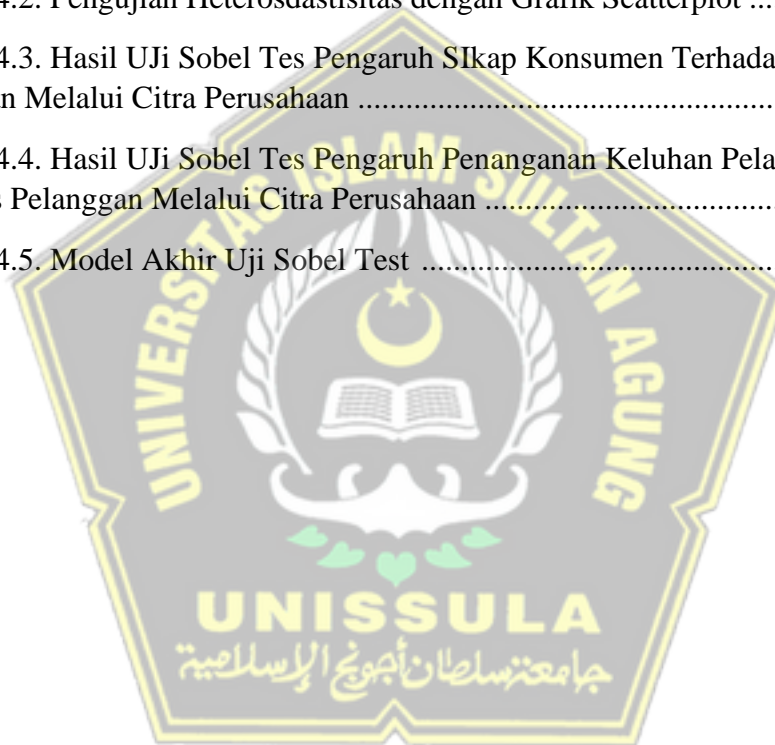 4.2. Pengujian Heterosdastisitas dengan Grafik Scatterplot ...
4.3. Hasil UJi Sobel Tes Pengaruh SIkap Konsumen Terhada
n Melalui Citra Perusahaan ........................................................
4.4. Hasil UJi Sobel Tes Pengaruh Penanganan Keluhan Pela
s Pelanggan Melalui Citra Perusahaan ........................................
4.5. Model Akhir Uji Sobel Test ................................................
UNIVERSITAS ISLAM SULTAN AGUNG
UNISSULA
جامعة سلطان أجونج الإسلامية